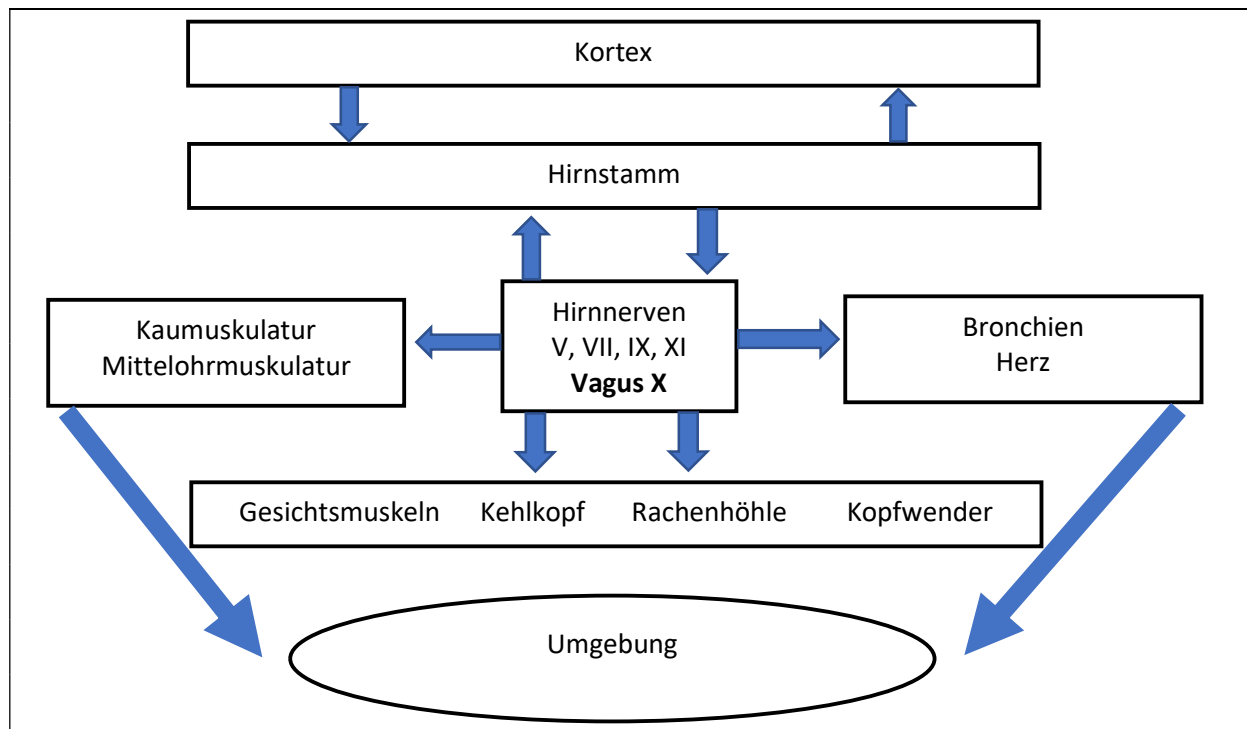 Kortex
Hirnstamm
Kaumuskulatur
Mittelohrmuskulatur
Hirnnerven
V, VII, IX, XI
Vagus X
Bronchien
Herz
Gesichtsmuskeln Kehlkopf Rachenhöhle Kopfwender
Umgebung